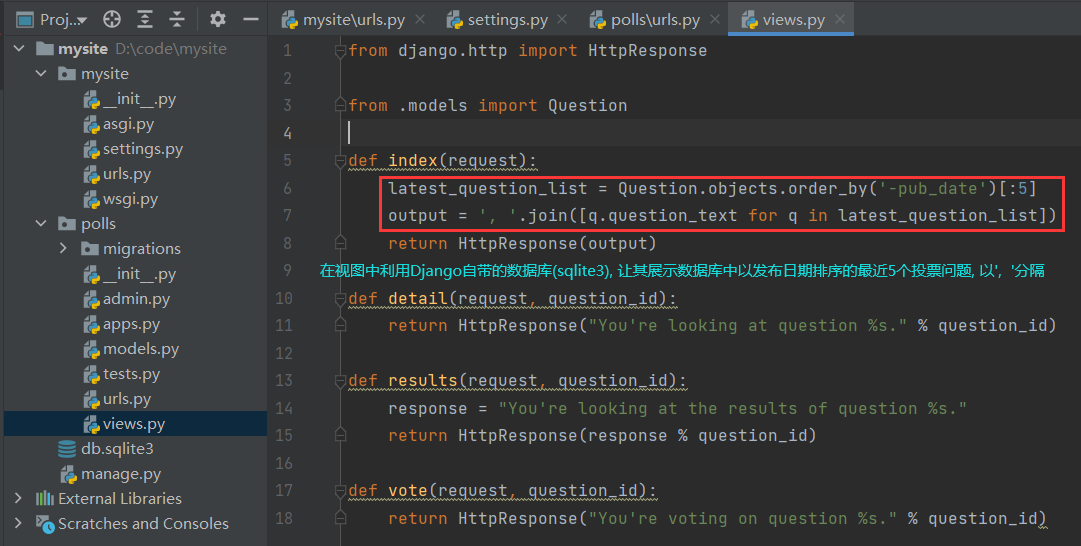 Proj...
mysite\urls.py
settings.py
polls\urls.py
views.py
mysite D:\code\mysite
mysite
__init__.py
asgi.py
settings.py
urls.py
wsgi.py
polls
migrations
__init__.py
admin.py
apps.py
models.py
tests.py
urls.py
views.py
db.sqlite3
manage.py
External Libraries
Scratches and Consoles
1 from django.http import HttpResponse
2
3 from .models import Question
4
5 def index(request):
6 latest_question_list = Question.objects.order_by('-pub_date')[:5]
7 output = ', '.join([q.question_text for q in latest_question_list])
8 return HttpResponse(output)
9 在视图中利用Django自带的数据库(sqlite3), 让其展示数据库中以发布日期排序的最近5个投票问题, 以', '分隔
10 def detail(request, question_id):
11 return HttpResponse("You're looking at question %s." % question_id)
12
13 def results(request, question_id):
14 response = "You're looking at the results of question %s."
15 return HttpResponse(response % question_id)
16
17 def vote(request, question_id):
18 return HttpResponse("You're voting on question %s." % question_id)